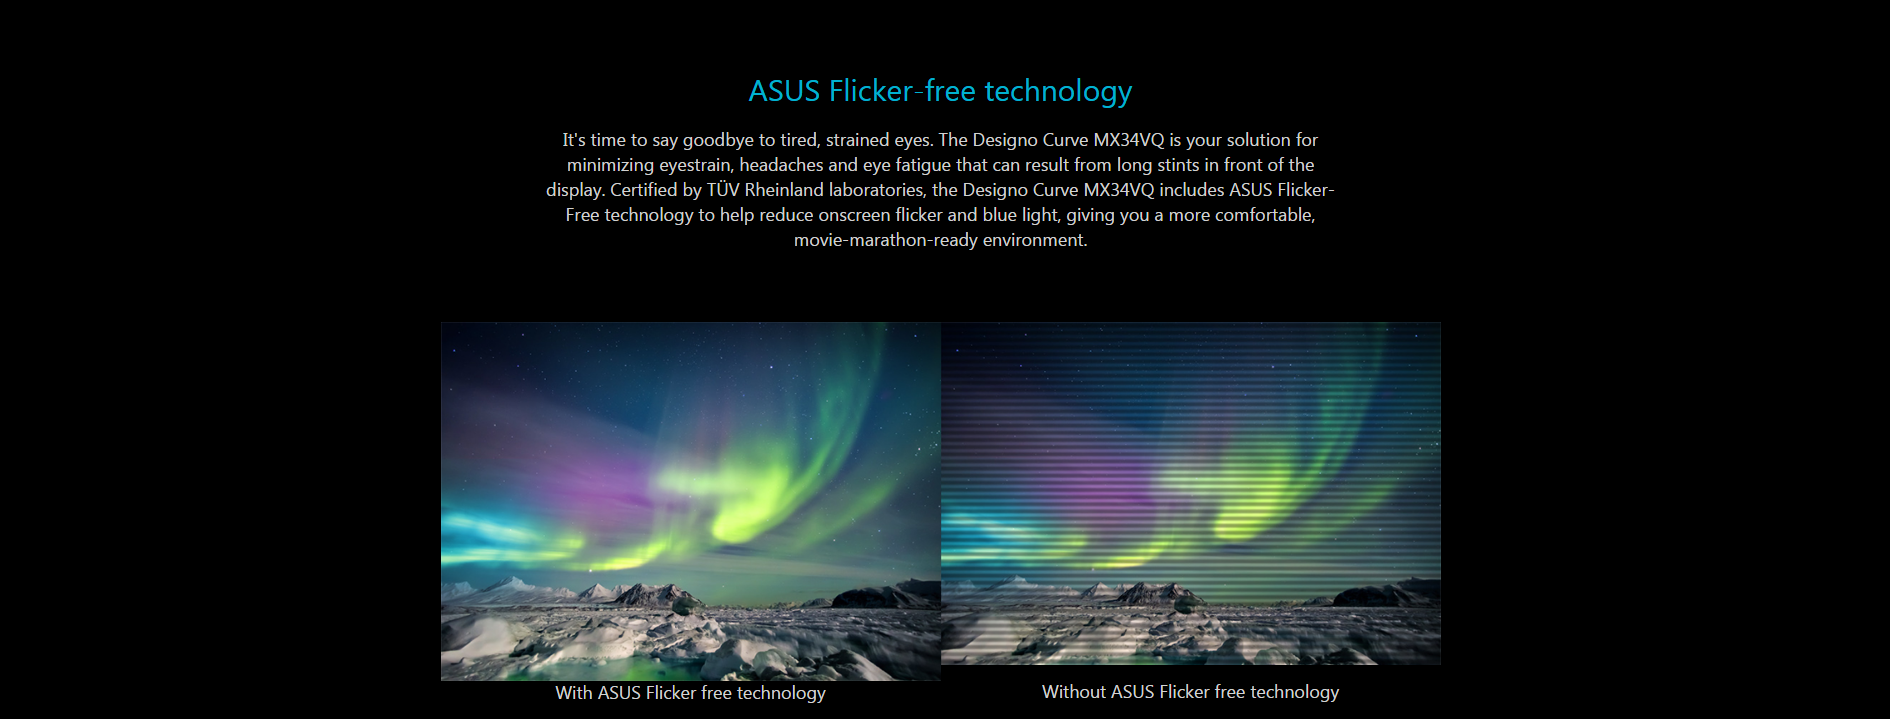 ASUS Flicker-free technology
It's time to say goodbye to tired, strained eyes. The Designo Curve MX34VQ is your solution for
minimizing eyestrain, headaches and eye fatigue that can result from long stints in front of the
display. Certified by TÜV Rheinland laboratories, the Designo Curve MX34VQ includes ASUS Flicker-
Free technology to help reduce onscreen flicker and blue light, giving you a more comfortable,
movie-marathon-ready environment.
With ASUS Flicker free technology
Without ASUS Flicker free technology